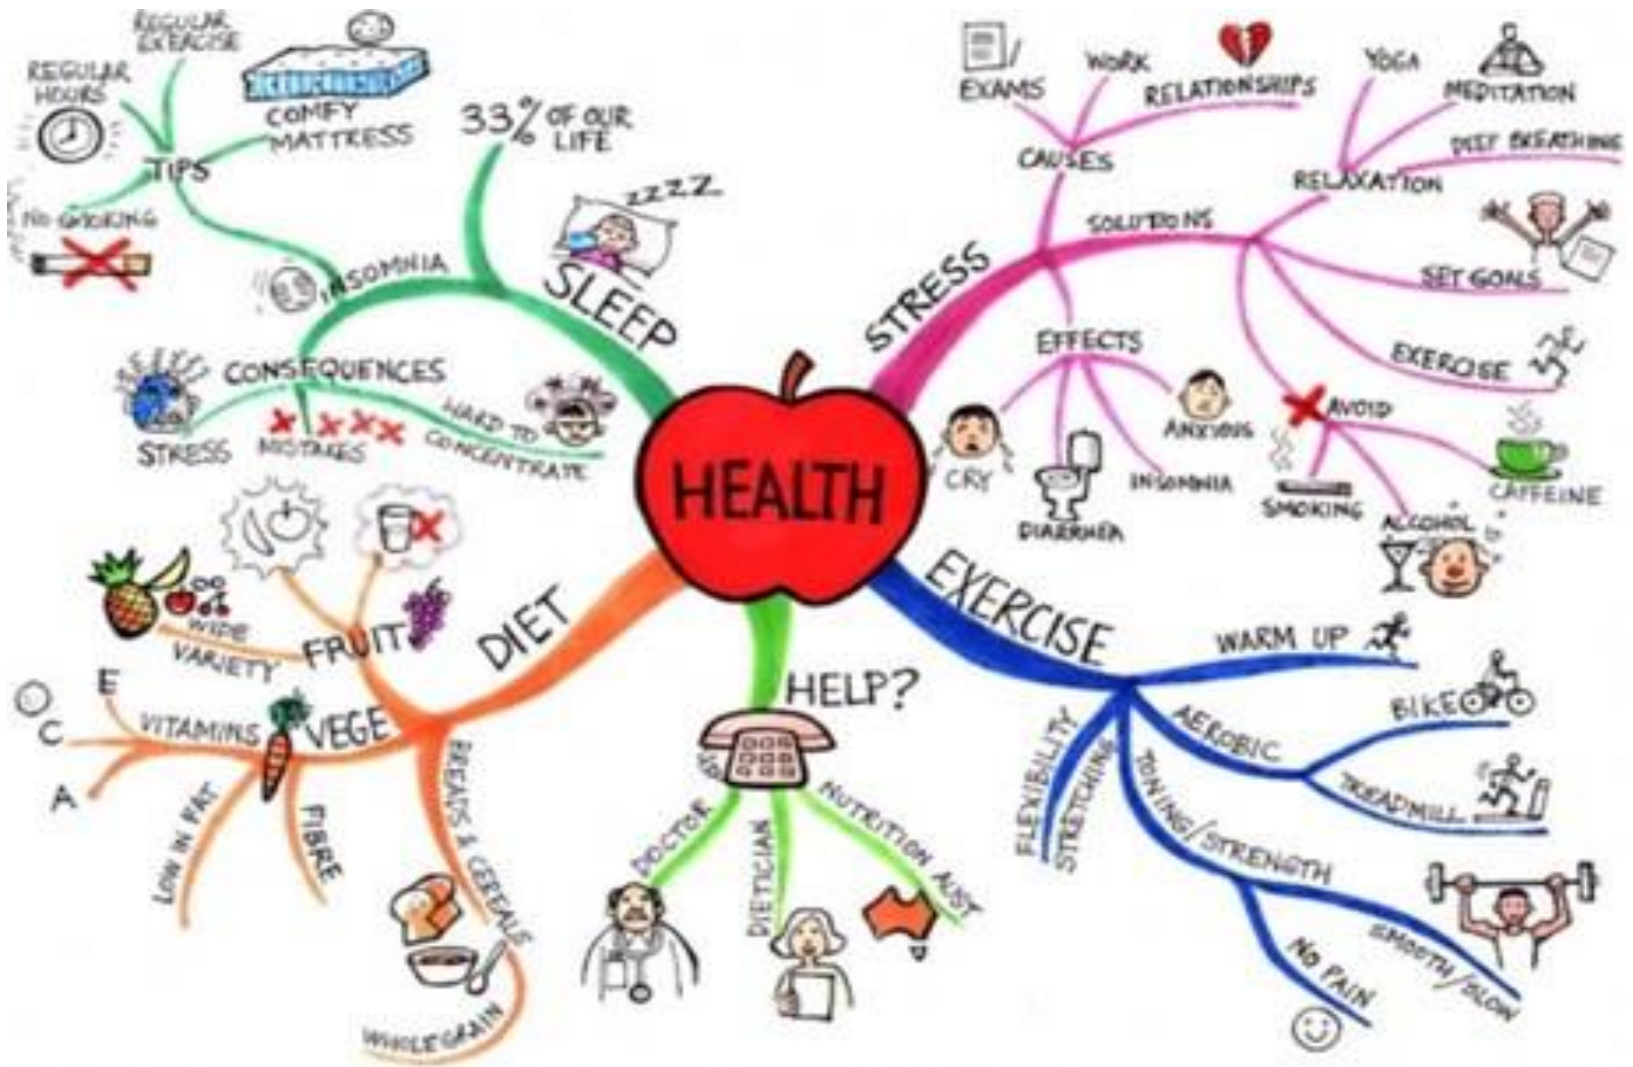 HEALTH
SLEEP
33% OF OUR
LIFE
ZZZZ
INSOMNIA
TIPS
REGULAR
EXERCISE
REGULAR
HOURS
COMFY
MATTRESS
NO SMOKING
CONSEQUENCES
STRESS
MISTAKES
HARD TO
CONCENTRATE
STRESS
CAUSES
EXAMS
WORK
RELATIONSHIPS
SOLUTIONS
RELAXATION
YOGA
MEDITATION
DEEP BREATHING
SET GOALS
EXERCISE
AVOID
SMOKING
ALCOHOL
CAFFEINE
EFFECTS
CRY
DIARRHEA
INSOMNIA
ANXIOUS
DIET
FRUIT
WIDE
VARIETY
VEGE
VITAMINS
E
C
A
LOW IN FAT
FIBRE
BREADS & CEREALS
WHOLEGRAIN
HELP?
DOCTOR
DIETICIAN
NUTRITION AUST
EXERCISE
WARM UP
AEROBIC
BIKE
TREADMILL
FLEXIBILITY
STRETCHING
TONING/STRENGTH
NO PAIN
SMOOTH/SLOW